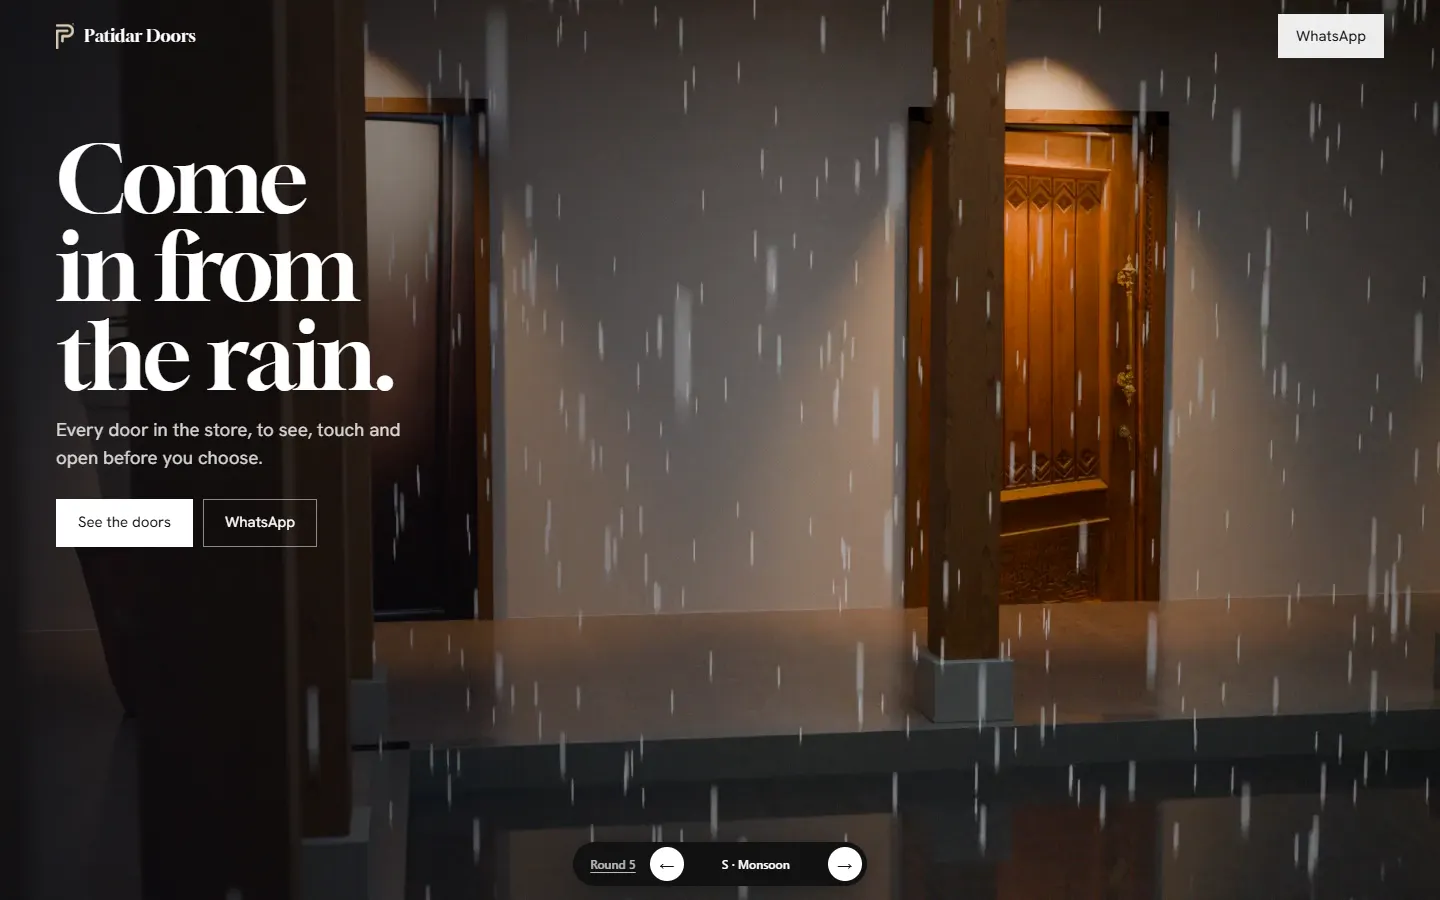 Patidar Doors
WhatsApp
Come
in from
the rain.
Every door in the store, to see, touch and
open before you choose.
See the doors
WhatsApp
Round 5
←
S · Monsoon
→